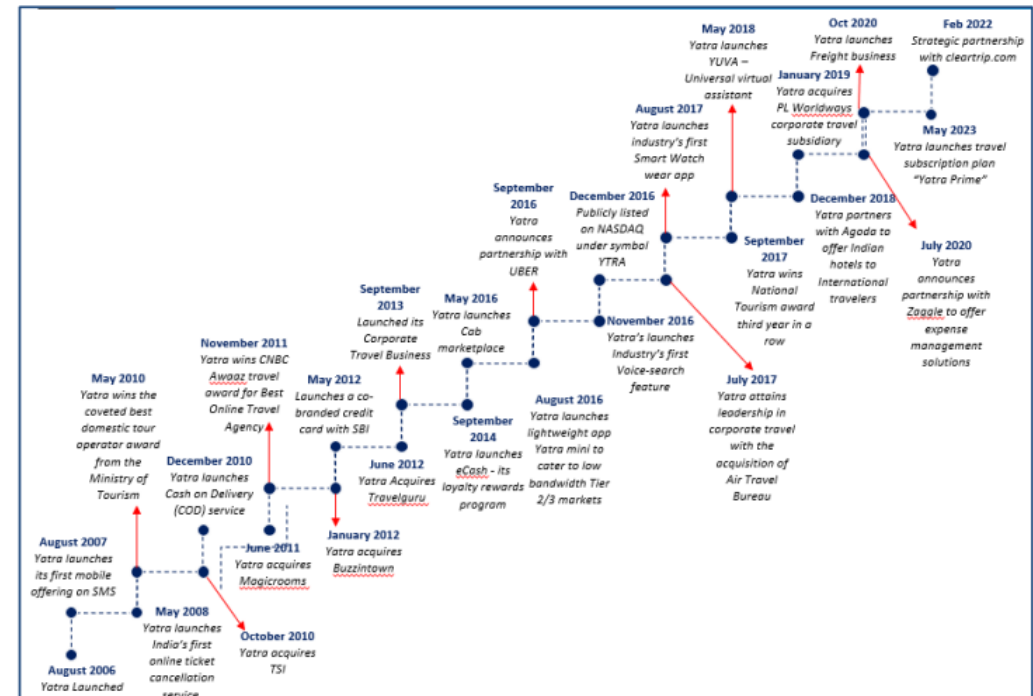 August 2006
Yatra Launched
August 2007
Yatra launches
its first mobile
offering on SMS
May 2008
Yatra launches
India's first
online ticket
cancellation
service
May 2010
Yatra wins the
coveted best
domestic tour
operator award
from the
Ministry of
Tourism
October 2010
Yatra acquires
TSI
December 2010
Yatra launches
Cash on Delivery
(COD) service
June 2011
Yatra acquires
Magicrooms
November 2011
Yatra wins CNBC
Awaaz travel
award for Best
Online Travel
Agency
January 2012
Yatra acquires
Buzzintown
May 2012
Launches a co-
branded credit
card with SBI
June 2012
Yatra Acquires
Travelguru
September
2013
Launched its
Corporate
Travel Business
September
2014
Yatra launches
eCash - its
loyalty rewards
program
May 2016
Yatra launches
Cab
marketplace
August 2016
Yatra launches
lightweight app
Yatra mini to
cater to low
bandwidth Tier
2/3 markets
September
2016
Yatra
announces
partnership with
UBER
November 2016
Yatra's launches
Industry's first
Voice-search
feature
December 2016
Publicly listed
on NASDAQ
under symbol
YTRA
July 2017
Yatra attains
leadership in
corporate travel
with the
acquisition of
Air Travel
Bureau
August 2017
Yatra launches
industry's first
Smart Watch
wear app
September
2017
Yatra wins
National
Tourism award
third year in a
row
May 2018
Yatra launches
YUVA –
Universal virtual
assistant
December 2018
Yatra partners
with Agoda to
offer Indian
hotels to
International
travelers
January 2019
Yatra acquires
PL Worldways
corporate travel
subsidiary
July 2020
Yatra
announces
partnership with
Zaggle to offer
expense
management
solutions
Oct 2020
Yatra launches
Freight business
Feb 2022
Strategic partnership
with cleartrip.com
May 2023
Yatra launches travel
subscription plan
"Yatra Prime"